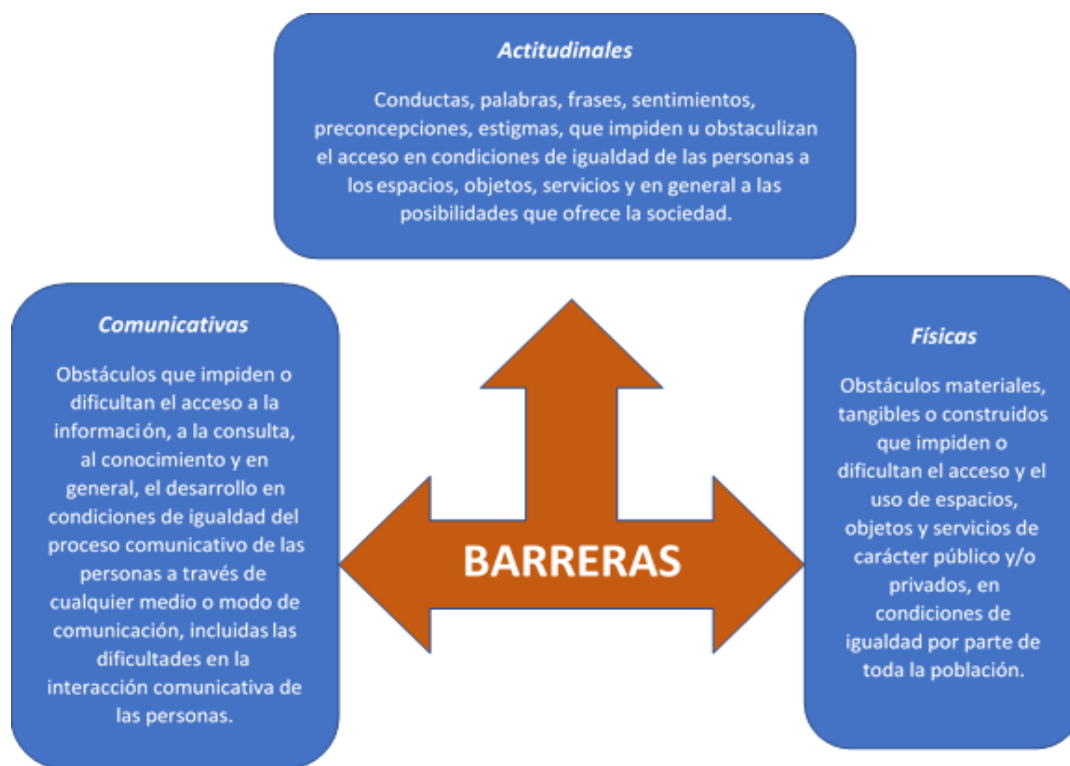 Actitudinales
Conductas, palabras, frases, sentimientos,
preconcepciones, estigmas, que impiden u obstaculizan
el acceso en condiciones de igualdad de las personas a
los espacios, objetos, servicios y en general a las
posibilidades que ofrece la sociedad.
Comunicativas
Obstáculos que impiden o
dificultan el acceso a la
información, a la consulta,
al conocimiento y en
general, el desarrollo en
condiciones de igualdad del
proceso comunicativo de las
personas a través de
cualquier medio o modo de
comunicación, incluidas las
dificultades en la
interacción comunicativa de
las personas.
BARRERAS
Físicas
Obstáculos materiales,
tangibles o construidos
que impiden o
dificultan el acceso y el
uso de espacios,
objetos y servicios de
carácter público y/o
privados, en
condiciones de
igualdad por parte de
toda la población.